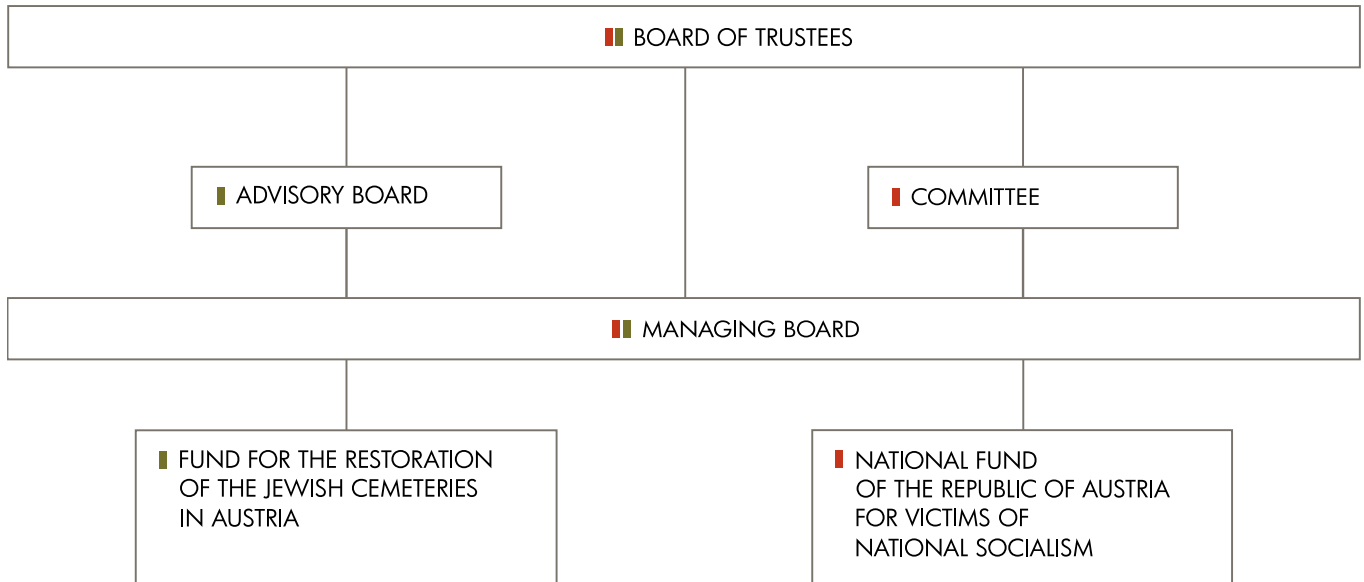 BOARD OF TRUSTEES
ADVISORY BOARD
COMMITTEE
MANAGING BOARD
FUND FOR THE RESTORATION
OF THE JEWISH CEMETERIES
IN AUSTRIA
NATIONAL FUND
OF THE REPUBLIC OF AUSTRIA
FOR VICTIMS OF
NATIONAL SOCIALISM